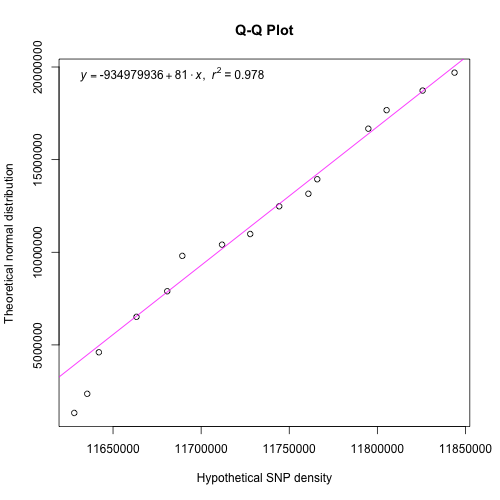 Q-Q Plot
y = -934979936 + 81 · x, r² = 0.978
Theoretical normal distribution
20000000
15000000
10000000
5000000
11650000 11700000 11750000 11800000 11850000
Hypothetical SNP density